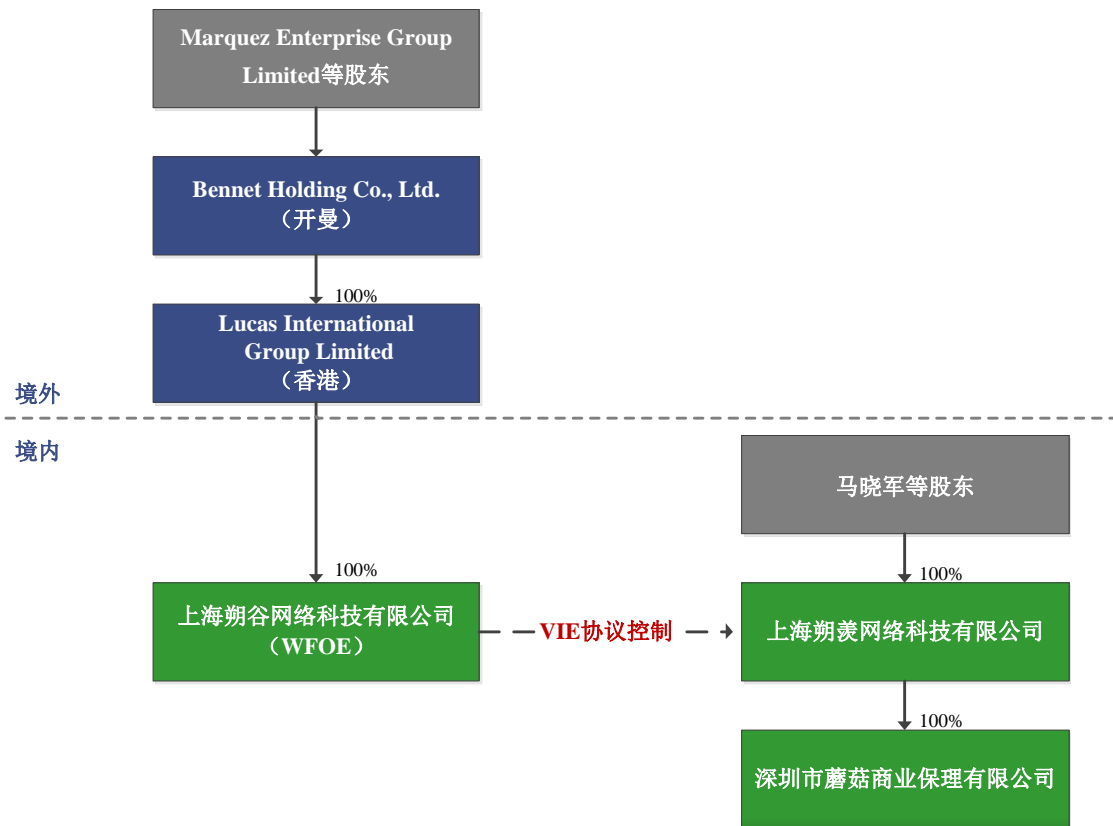 Marquez Enterprise Group
Limited等股东
Bennet Holding Co., Ltd.
（开曼）
100%
Lucas International
Group Limited
（香港）
境外
境内
马晓军等股东
100%
100%
上海朔谷网络科技有限公司
（WFOE）
VIE协议控制
上海朔羡网络科技有限公司
100%
深圳市蘑菇商业保理有限公司